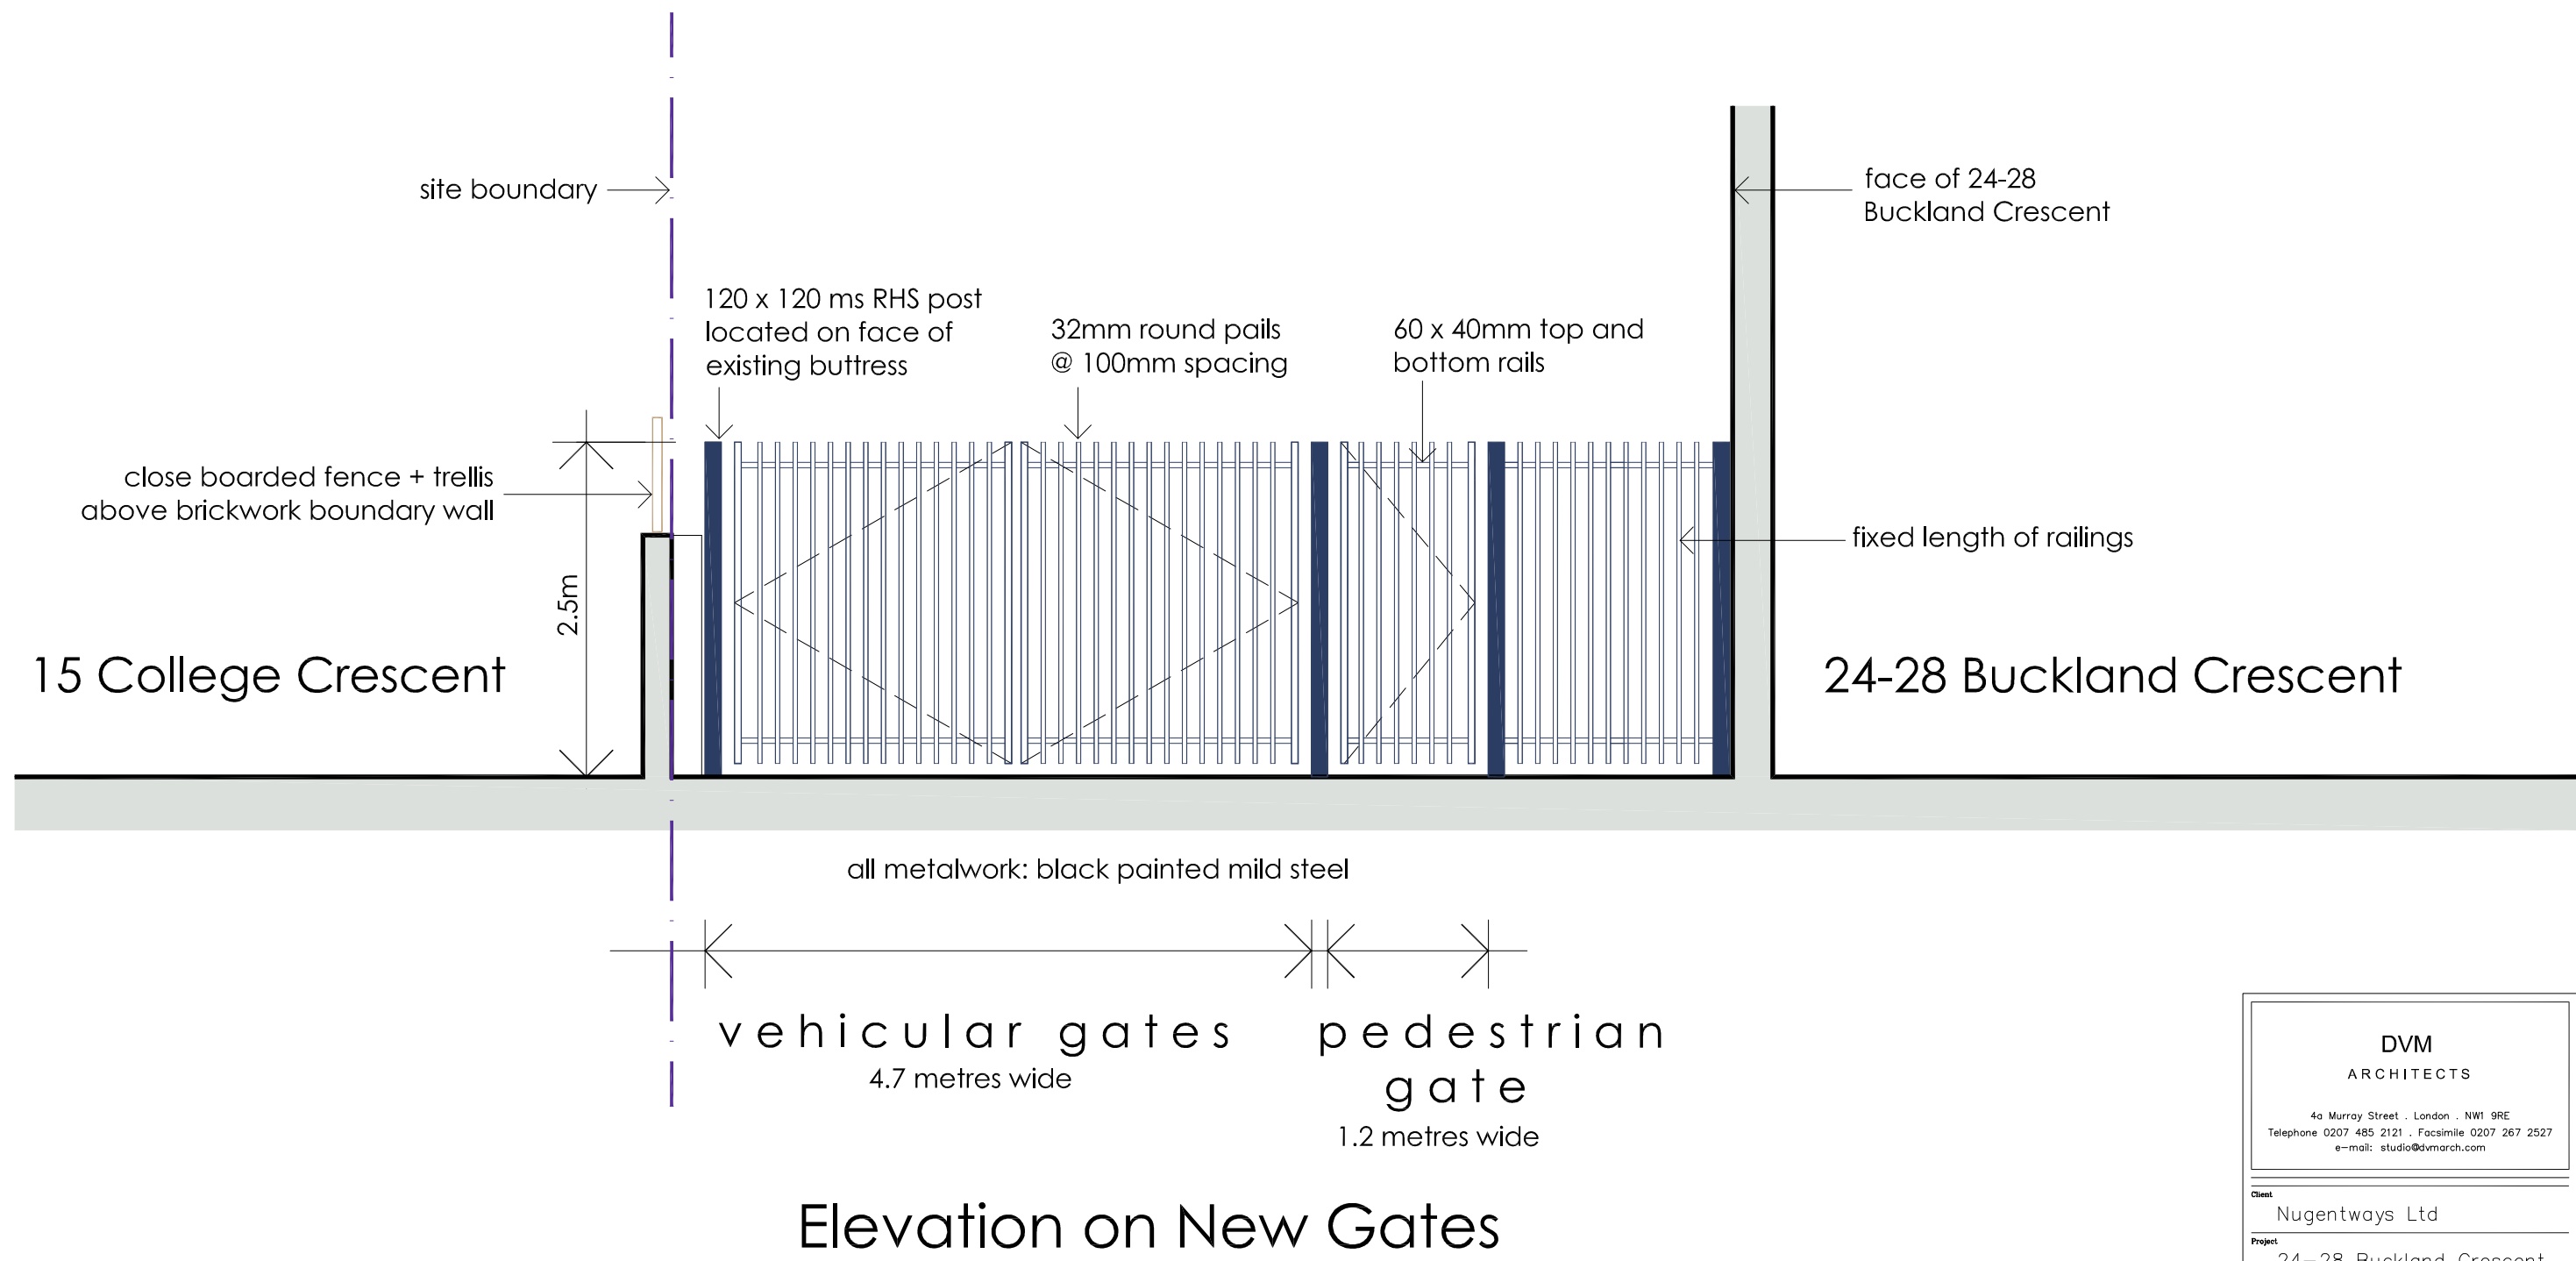 site boundary
face of 24-28
Buckland Crescent
120 x 120 ms RHS post
located on face of
existing buttress
32mm round pails
@ 100mm spacing
60 x 40mm top and
bottom rails
close boarded fence + trellis
above brickwork boundary wall
fixed length of railings
2.5m
15 College Crescent
24-28 Buckland Crescent
all metalwork: black painted mild steel
vehicular gates
4.7 metres wide
pedestrian
gate
1.2 metres wide
Elevation on New Gates
DVM
ARCHITECTS
4a Murray Street . London . NW1 9RE
Telephone 0207 485 2121 . Facsimile 0207 267 2527
e-mail: studio@dvmarch.com
Client
Nugentways Ltd
Project
24-28 Buckland Crescent